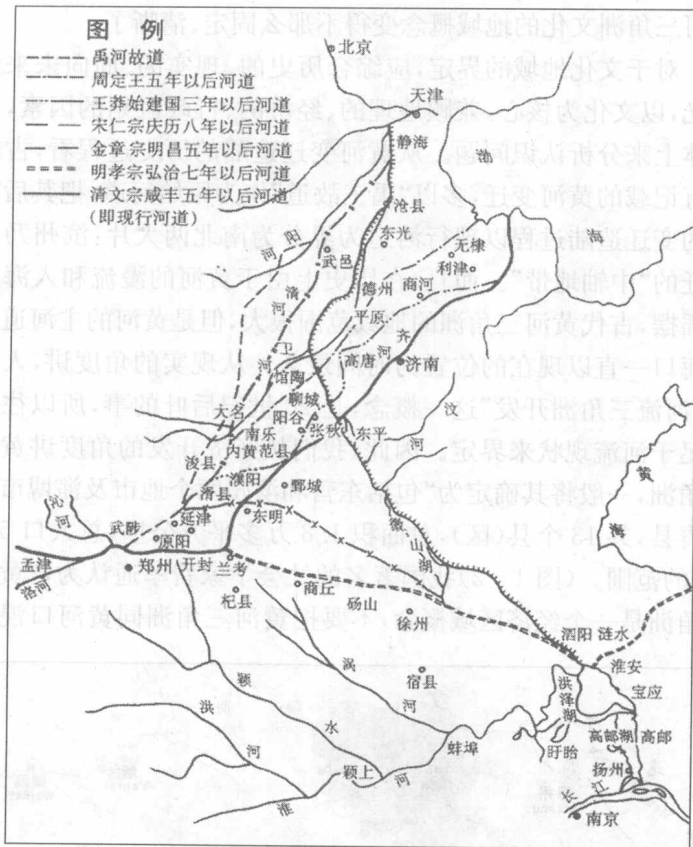 图 例
禹河故道
周定王五年以后河道
王莽始建国三年以后河道
宋仁宗庆历八年以后河道
金章宗明昌五年以后河道
明孝宗弘治七年以后河道
清文宗咸丰五年以后河道
(即现行河道)
北京
天津
静海
渤
海
沧县
东光
无棣
利津
武邑
德州
商河
平原
清
河
卫
河
齐
河
高唐
济南
馆陶
聊城
大名
阳谷
南乐
张秋
东平
汶
河
内黄
范县
浚县
濮阳
鄄城
滑县
东明
黄
海
沁
河
武陟
延津
原阳
微
山
湖
孟津
洛河
郑州
开封
兰考
杞县
商丘
砀山
徐州
泗阳
涟水
淮安
宿县
涡
河
洪
泽
湖
宝应
颍
水
洪
河
高邮湖
高邮
蚌埠
盱眙
扬州
颍上
淮
河
长
江
南京